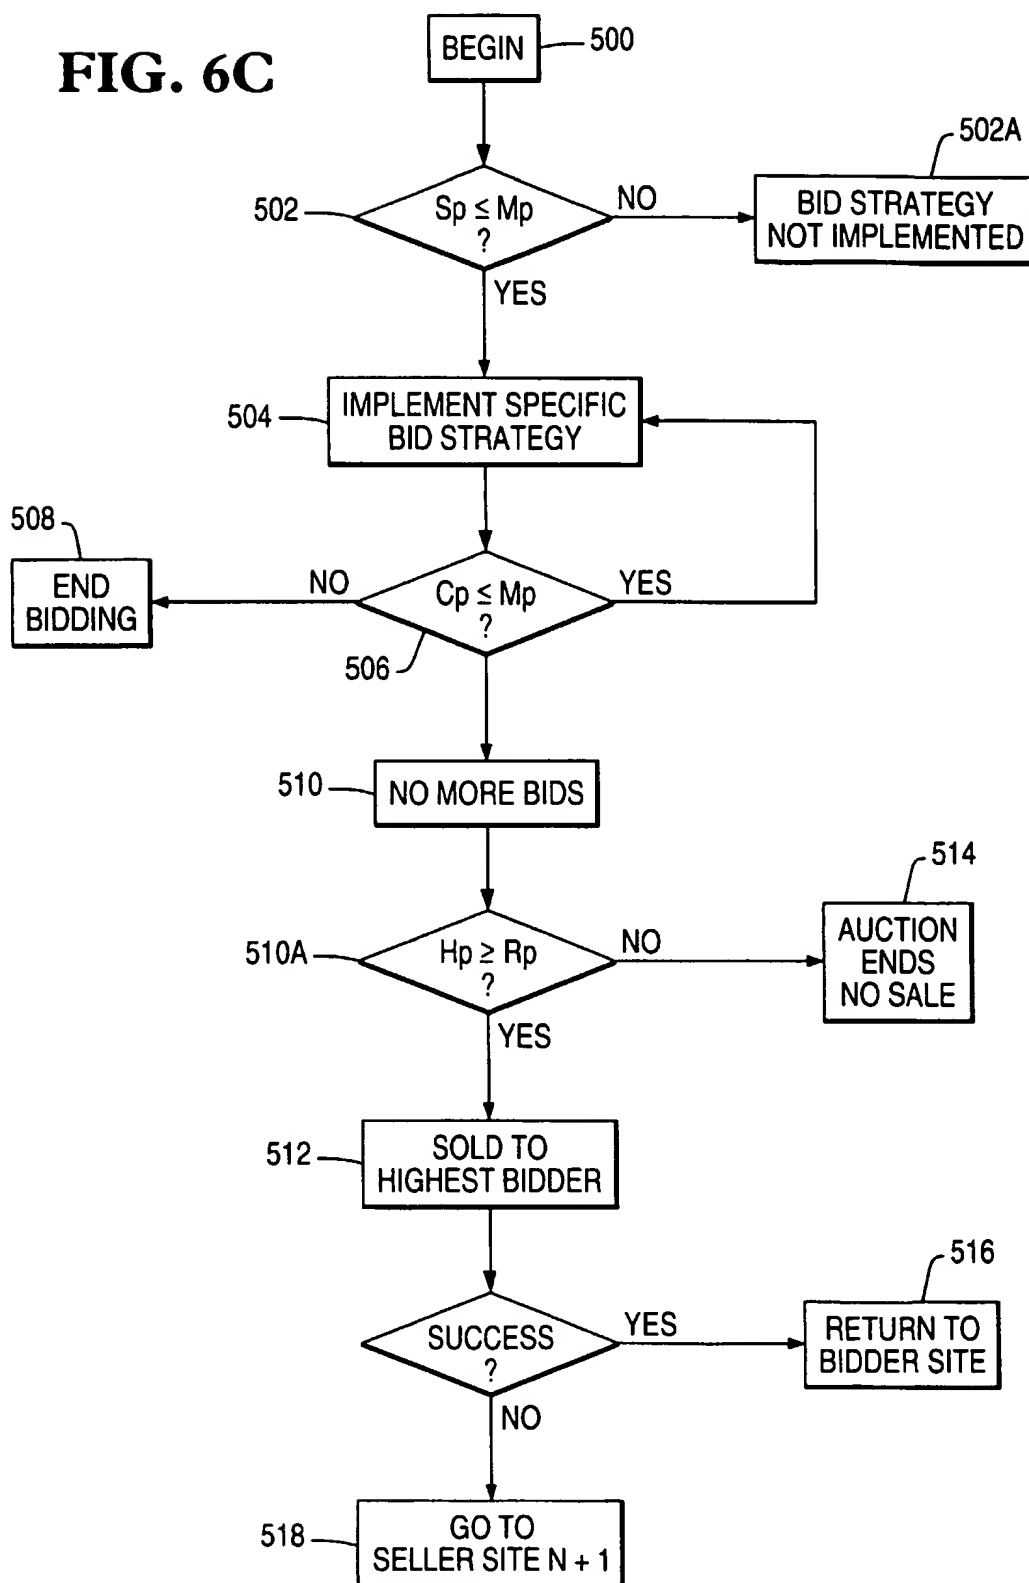 FIG. 6C
BEGIN
500
502
Sp ≤ Mp
?
NO
502A
BID STRATEGY
NOT IMPLEMENTED
YES
504
IMPLEMENT SPECIFIC
BID STRATEGY
508
END
BIDDING
NO
Cp ≤ Mp
?
YES
506
510
NO MORE BIDS
510A
Hp ≥ Rp
?
NO
514
AUCTION
ENDS
NO SALE
YES
512
SOLD TO
HIGHEST BIDDER
SUCCESS
?
YES
516
RETURN TO
BIDDER SITE
NO
518
GO TO
SELLER SITE N + 1